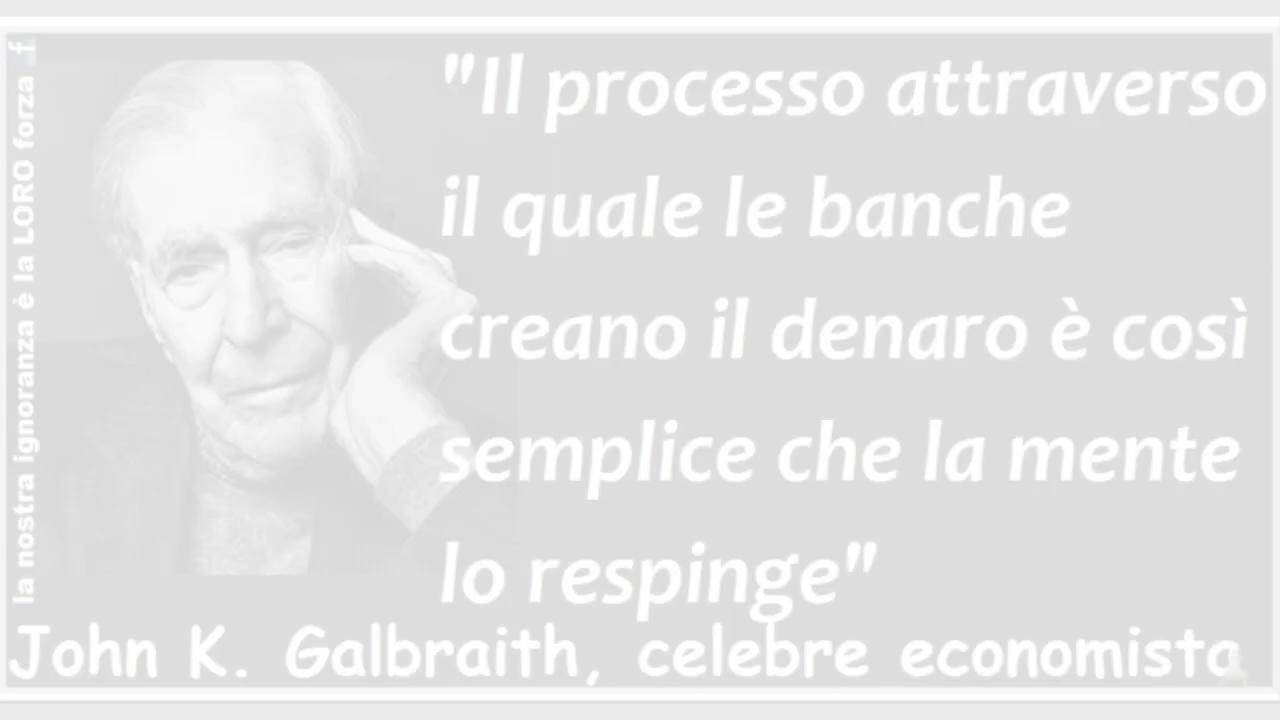 "Il processo attraverso
il quale le banche
creano il denaro è così
semplice che la mente
lo respinge"
John K. Galbraith, celebre economista
la nostra ignoranza è la LORO forza f